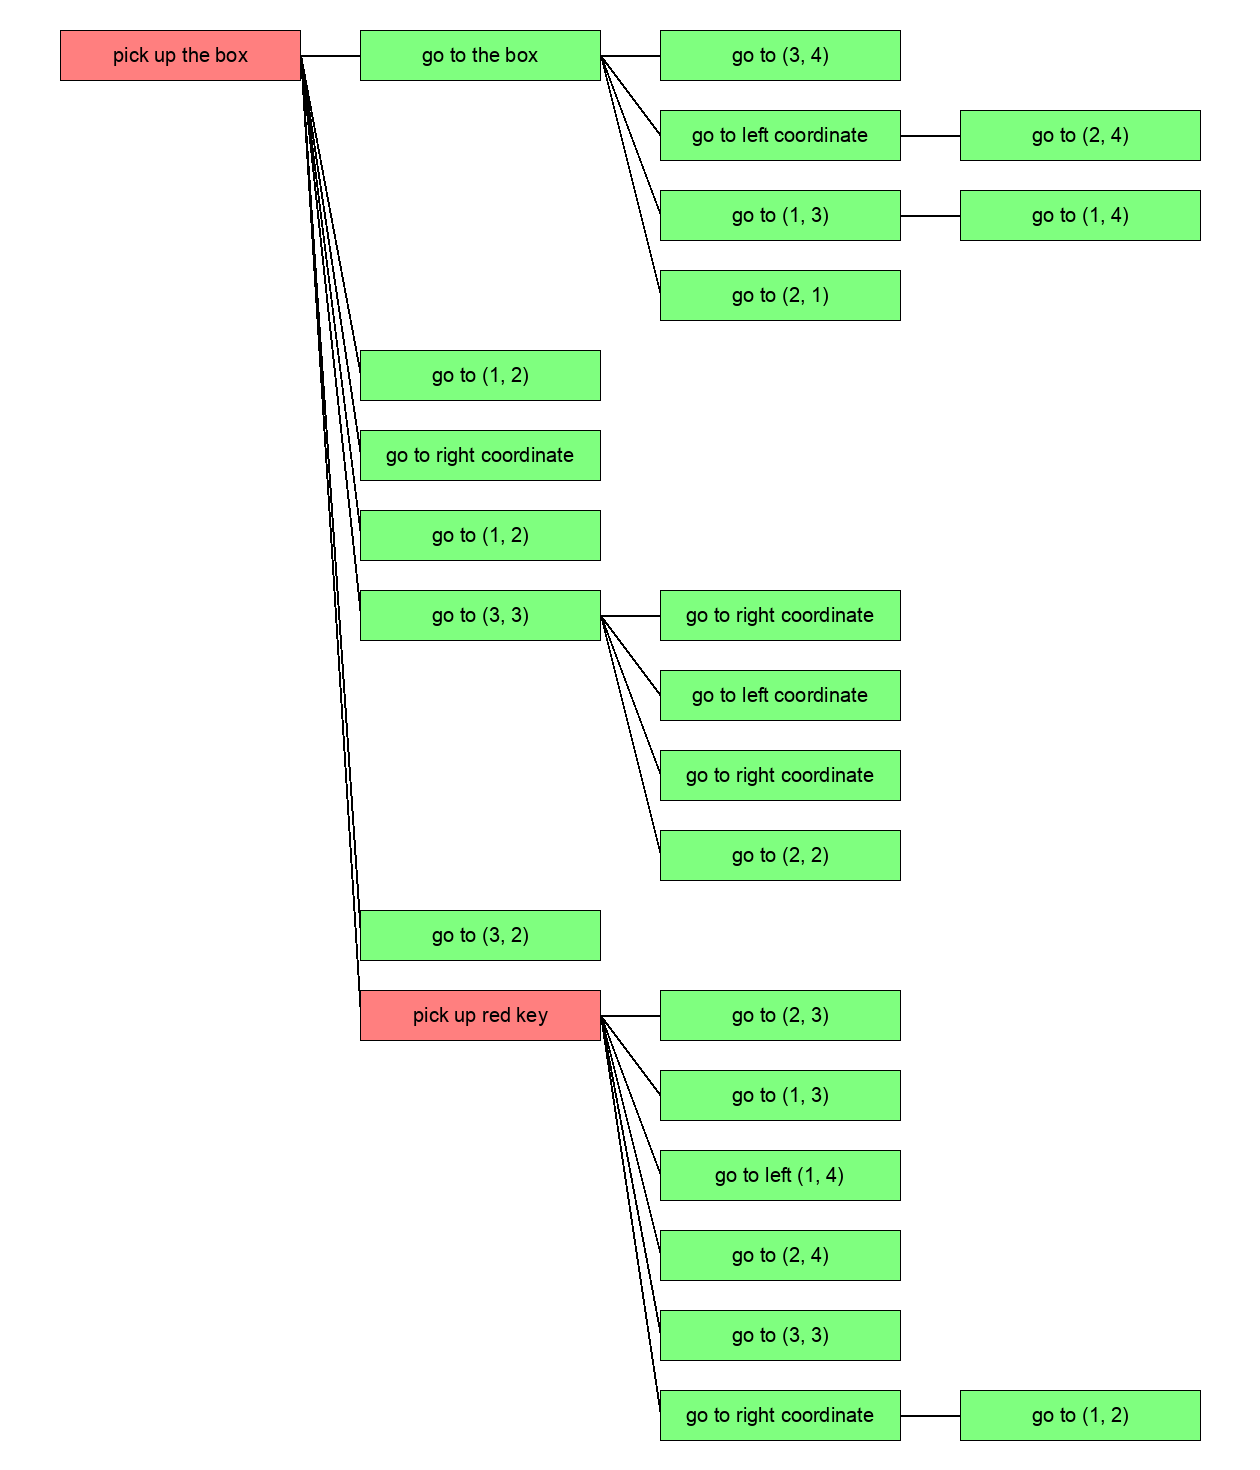 pick up the box
go to the box
go to (3, 4)
go to left coordinate
go to (2, 4)
go to (1, 3)
go to (1, 4)
go to (2, 1)
go to (1, 2)
go to right coordinate
go to (1, 2)
go to (3, 3)
go to right coordinate
go to left coordinate
go to right coordinate
go to (2, 2)
go to (3, 2)
pick up red key
go to (2, 3)
go to (1, 3)
go to left (1, 4)
go to (2, 4)
go to (3, 3)
go to right coordinate
go to (1, 2)